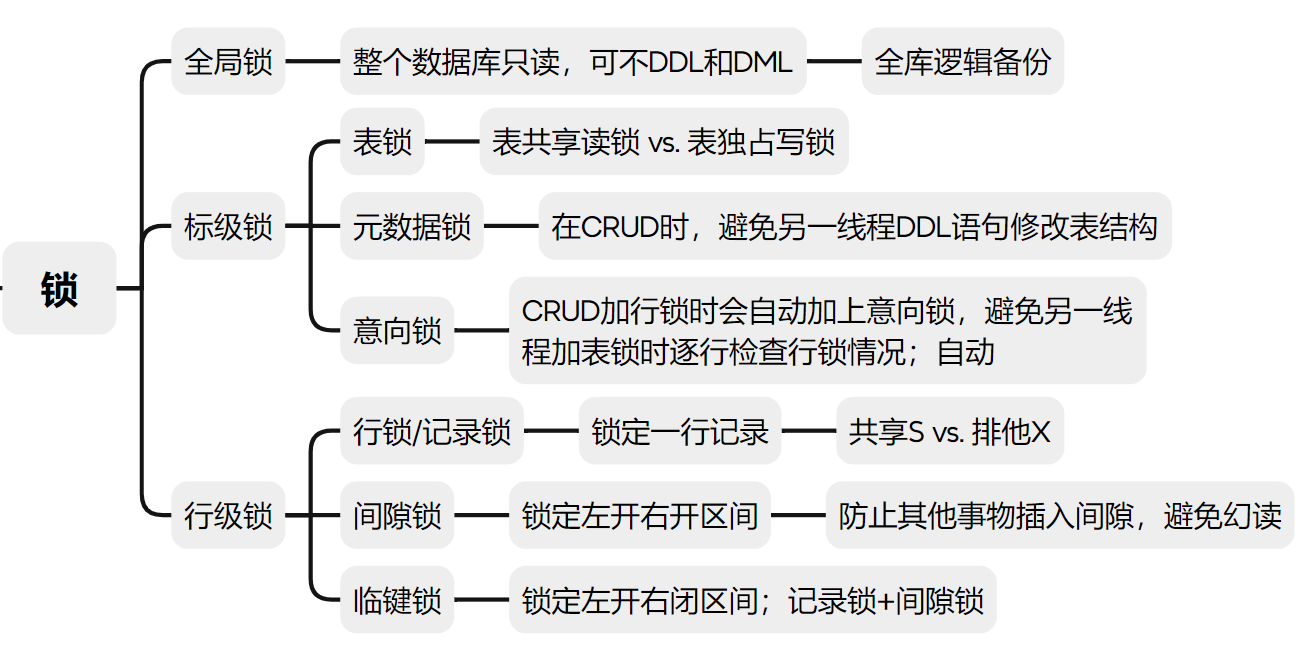 锁
全局锁
整个数据库只读，可不DDL和DML
全库逻辑备份
标级锁
表锁
表共享读锁 vs. 表独占写锁
元数据锁
在CRUD时，避免另一线程DDL语句修改表结构
意向锁
CRUD加行锁时会自动加上意向锁，避免另一线
程加表锁时逐行检查行锁情况；自动
行级锁
行锁/记录锁
锁定一行记录
共享S vs. 排他X
间隙锁
锁定左开右开区间
防止其他事物插入间隙，避免幻读
临键锁
锁定左开右闭区间；记录锁+间隙锁